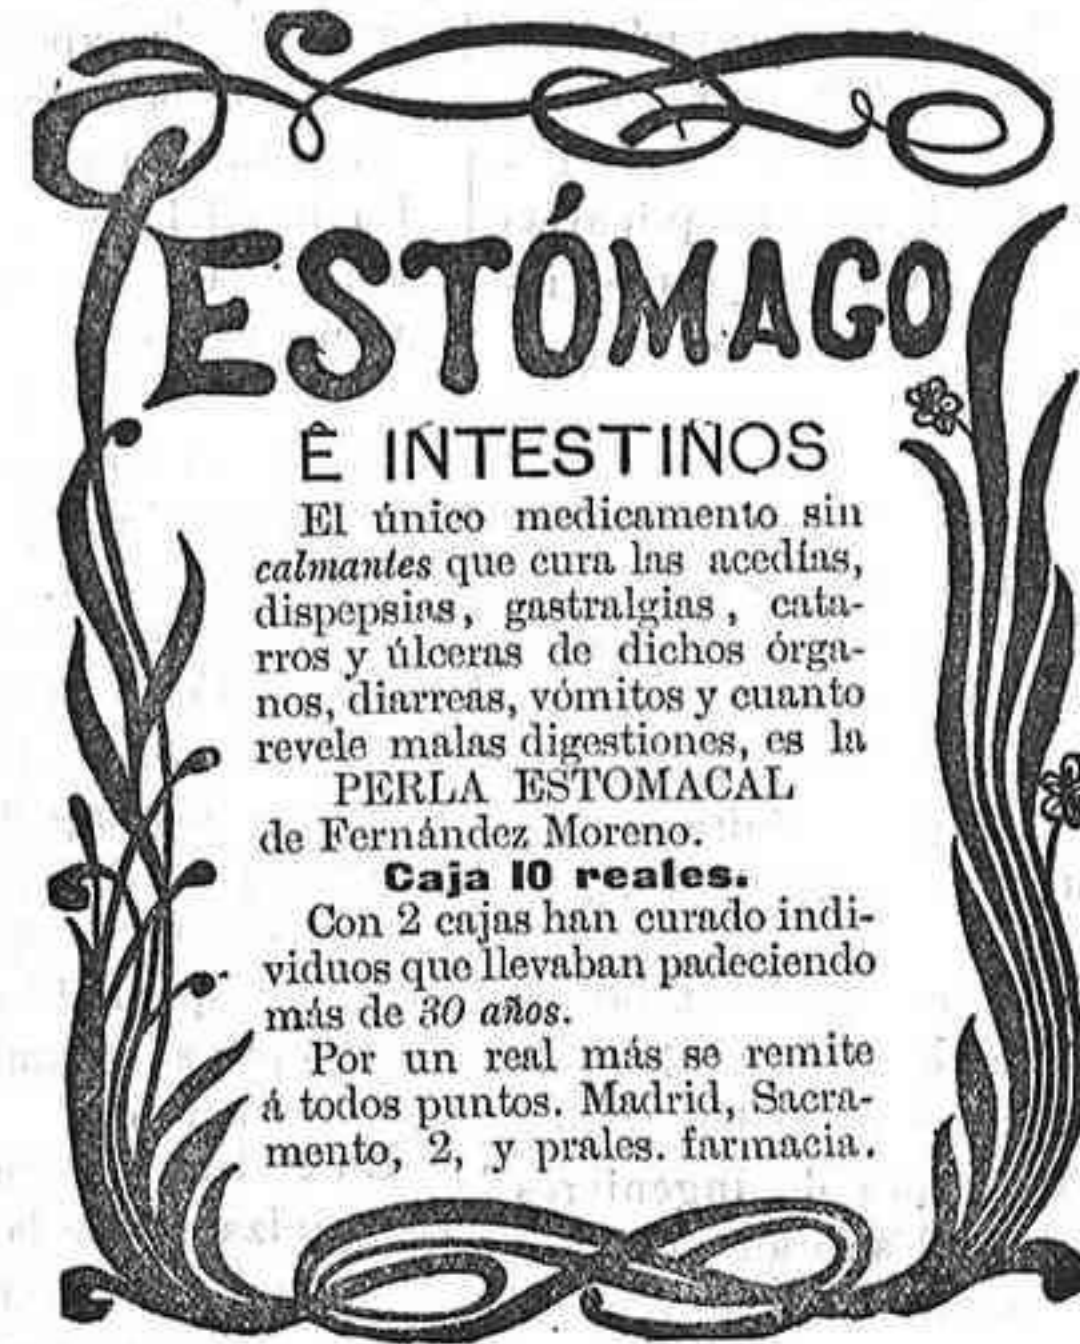 ESTÓMAGO
Ê INTESTINOS
El único medicamento sin
calmantes que cura las acedías,
dispepsias, gastralgias, cata-
rros y úlceras de dichos órga-
nos, diarreas, vómitos y cuanto
revele malas digestiones, es la
PERLA ESTOMACAL
de Fernández Moreno.
Caja 10 reales.
Con 2 cajas han curado indi-
viduos que llevaban padeciendo
más de 30 años.
Por un real más se remite
á todos puntos. Madrid, Sacra-
mento, 2, y prales. farmacia.